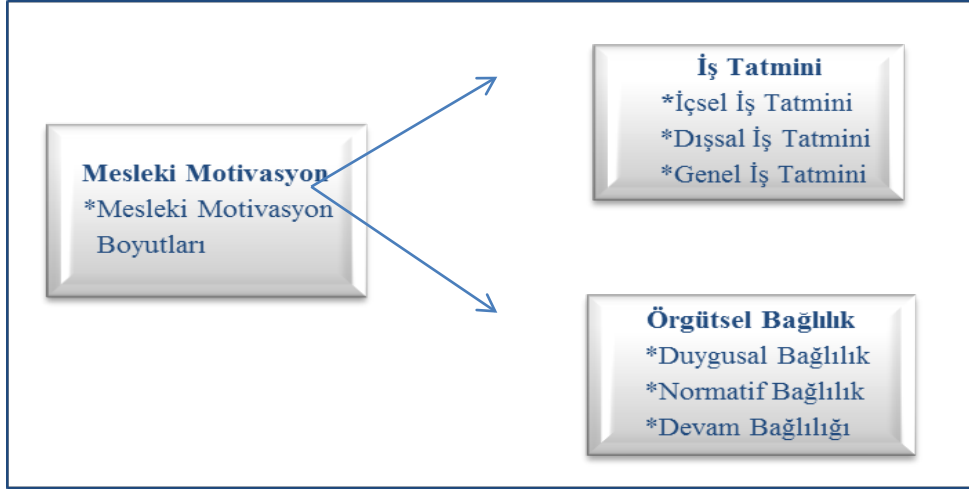 Mesleki Motivasyon
*Mesleki Motivasyon
Boyutları
İş Tatmini
*İçsel İş Tatmini
*Dışsal İş Tatmini
*Genel İş Tatmini
Örgütsel Bağlılık
*Duygusal Bağlılık
*Normatif Bağlılık
*Devam Bağlılığı